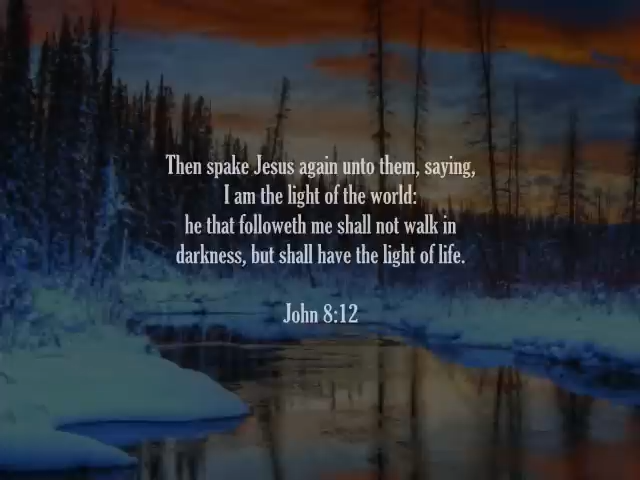 Then spake Jesus again unto them, saying,
I am the light of the world:
he that followeth me shall not walk in
darkness, but shall have the light of life.
John 8:12